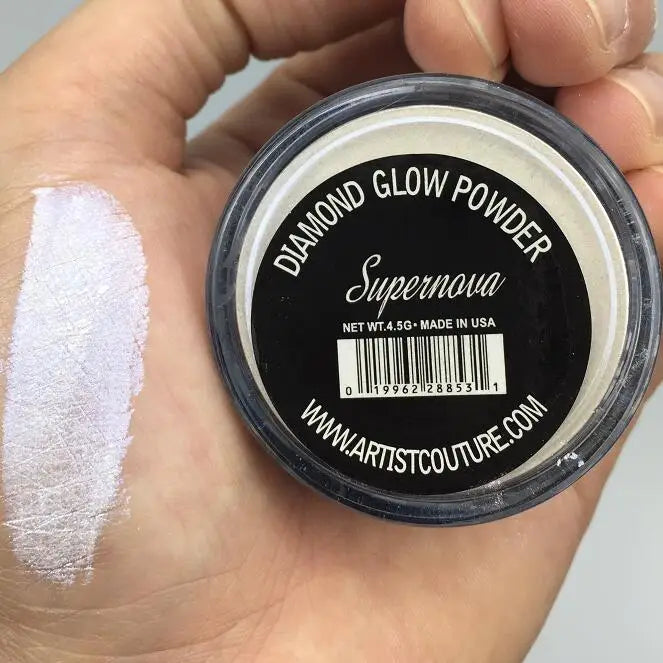 DIAMOND GLOW POWDER
Supernova
NET WT.4.5G• MADE IN USA
0 19962 28853 1
WWW.ARTISTCOUTURE.COM